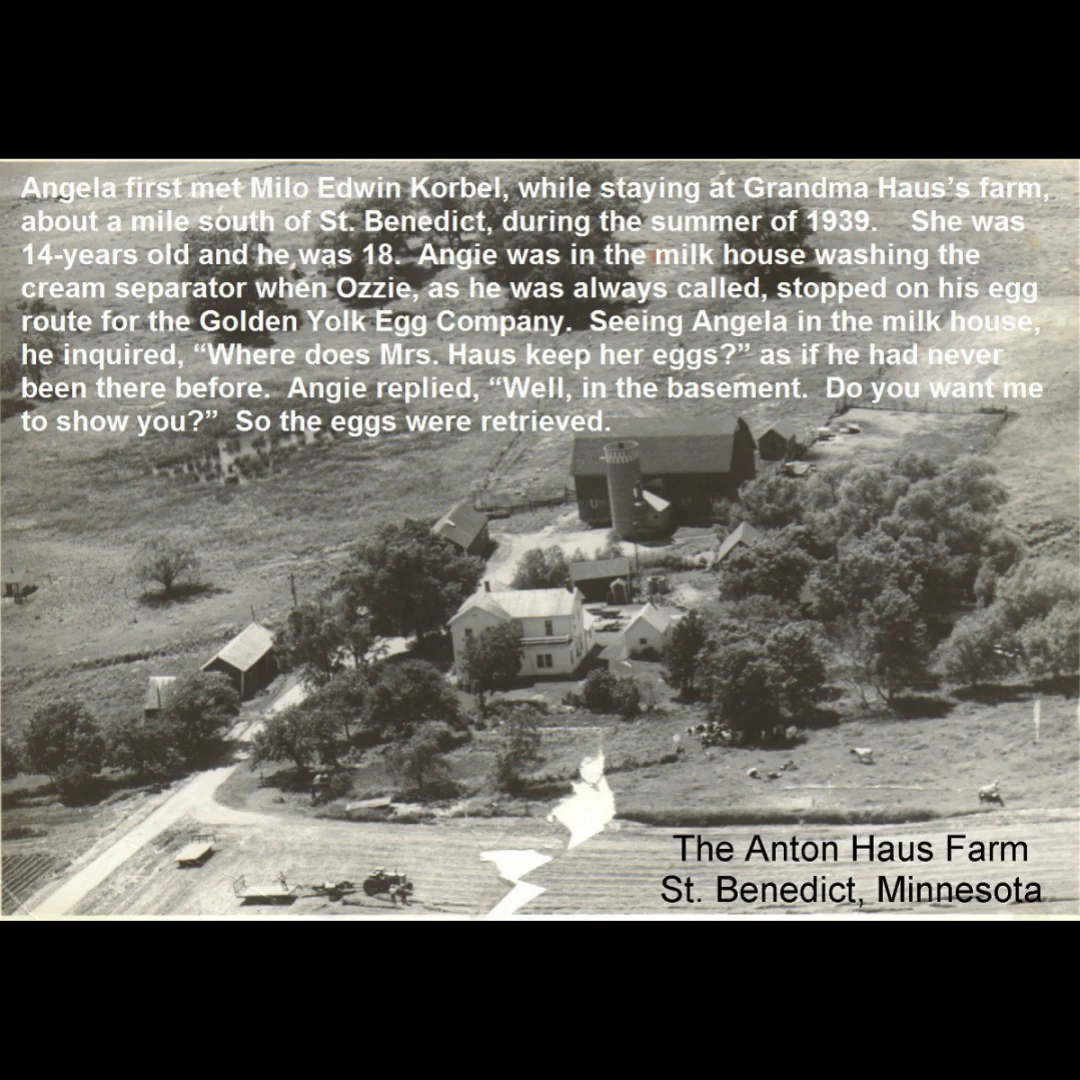 Angela first met Milo Edwin Korbel, while staying at Grandma Haus’s farm,
about a mile south of St. Benedict, during the summer of 1939.    She was
14-years old and he was 18.  Angie was in the milk house washing the
cream separator when Ozzie, as he was always called, stopped on his egg
route for the Golden Yolk Egg Company.  Seeing Angela in the milk house,
he inquired, “Where does Mrs. Haus keep her eggs?” as if he had never
been there before.  Angie replied, “Well, in the basement.  Do you want me
to show you?”  So the eggs were retrieved.
The Anton Haus Farm
St. Benedict, Minnesota